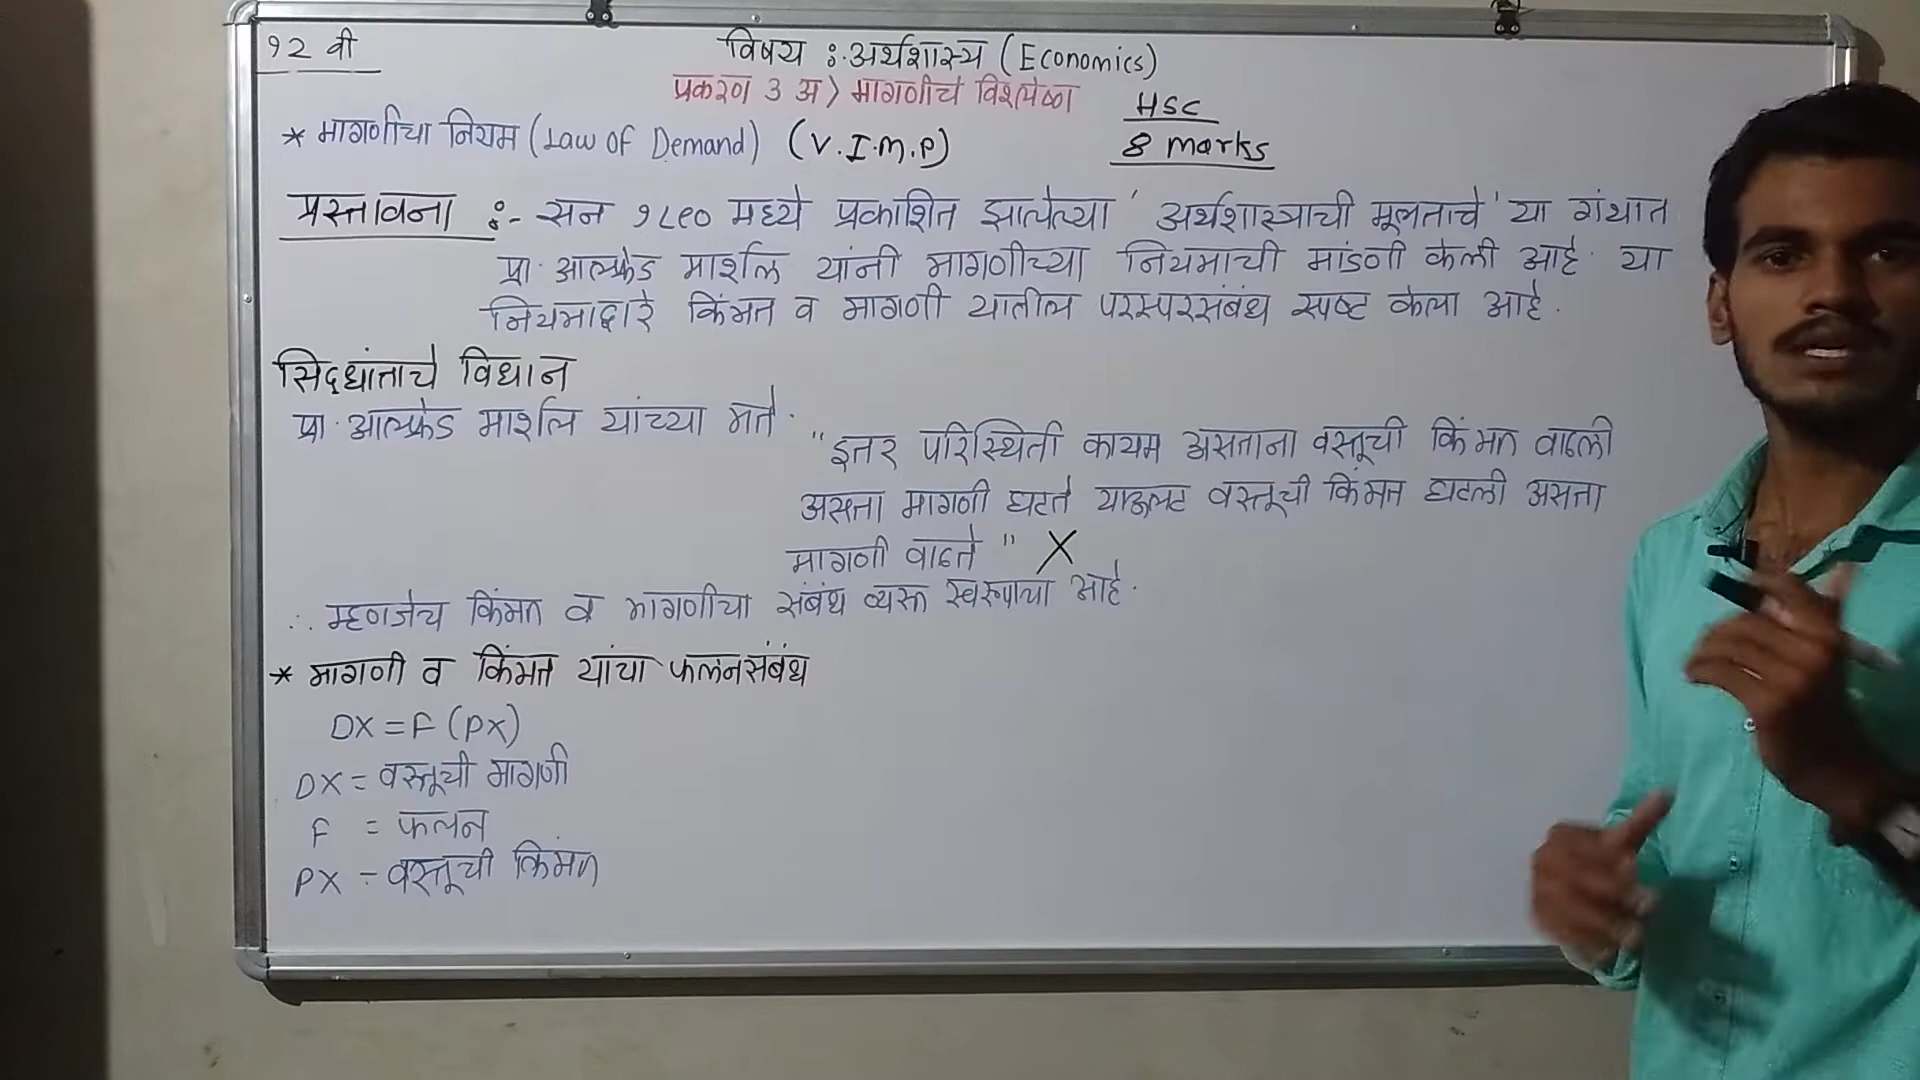 १२ वी
विषय :- अर्थशास्त्र (Economics)
प्रकरण ३ अ) मागणीचे विश्लेषण
HSC
8 marks
* मागणीचा नियम (Law of Demand) (V.I.M.P)
प्रस्तावना :- सन १८९० मध्ये प्रकाशित झालेल्या 'अर्थशास्त्राची मूलतत्वे' या ग्रंथात
प्रा. आल्फ्रेड मार्शल यांनी मागणीच्या नियमाची मांडणी केली आहे. या
नियमाद्वारे किंमत व मागणी यातील परस्परसंबंध स्पष्ट केला आहे.
सिद्धांताचे विधान
प्रा. आल्फ्रेड मार्शल यांच्या मते.
"इतर परिस्थिती कायम असताना वस्तूची किंमत वाढली
असता मागणी घटते याउलट वस्तूची किंमत घटली असता
मागणी वाढते" X
∴ म्हणजेच किंमत व मागणीचा संबंध व्यस्त स्वरूपाचा आहे.
* मागणी व किंमत यांचा फलनसंबंध
DX = F (PX)
DX = वस्तूची मागणी
F = फलन
PX = वस्तूची किंमत